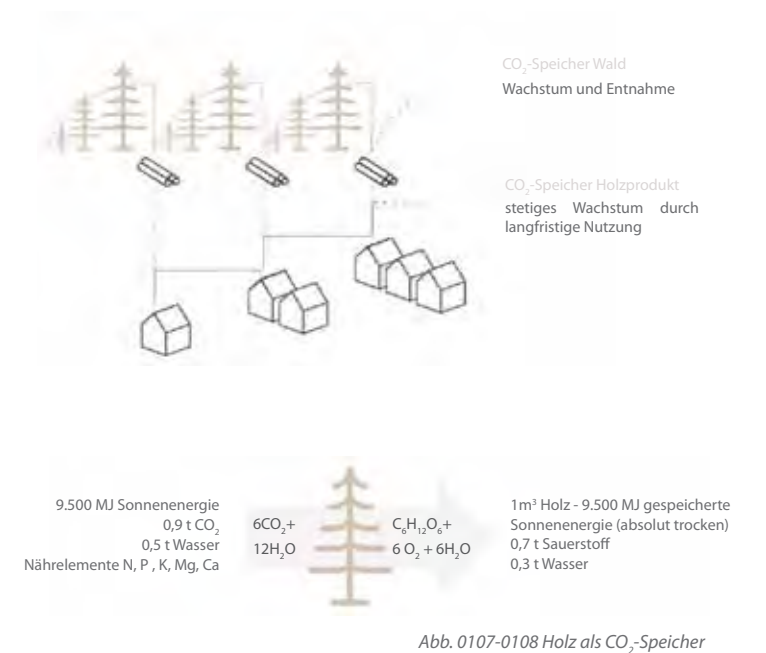 CO₂-Speicher Wald
Wachstum und Entnahme
CO₂-Speicher Holzprodukt
stetiges Wachstum durch
langfristige Nutzung
9.500 MJ Sonnenenergie
0,9 t CO₂
0,5 t Wasser
Nährelemente N, P , K, Mg, Ca
6CO₂+
12H₂O
C₆H₁₂O₆+
6 O₂ + 6H₂O
1m³ Holz - 9.500 MJ gespeicherte
Sonnenenergie (absolut trocken)
0,7 t Sauerstoff
0,3 t Wasser
Abb. 0107-0108 Holz als CO₂-Speicher